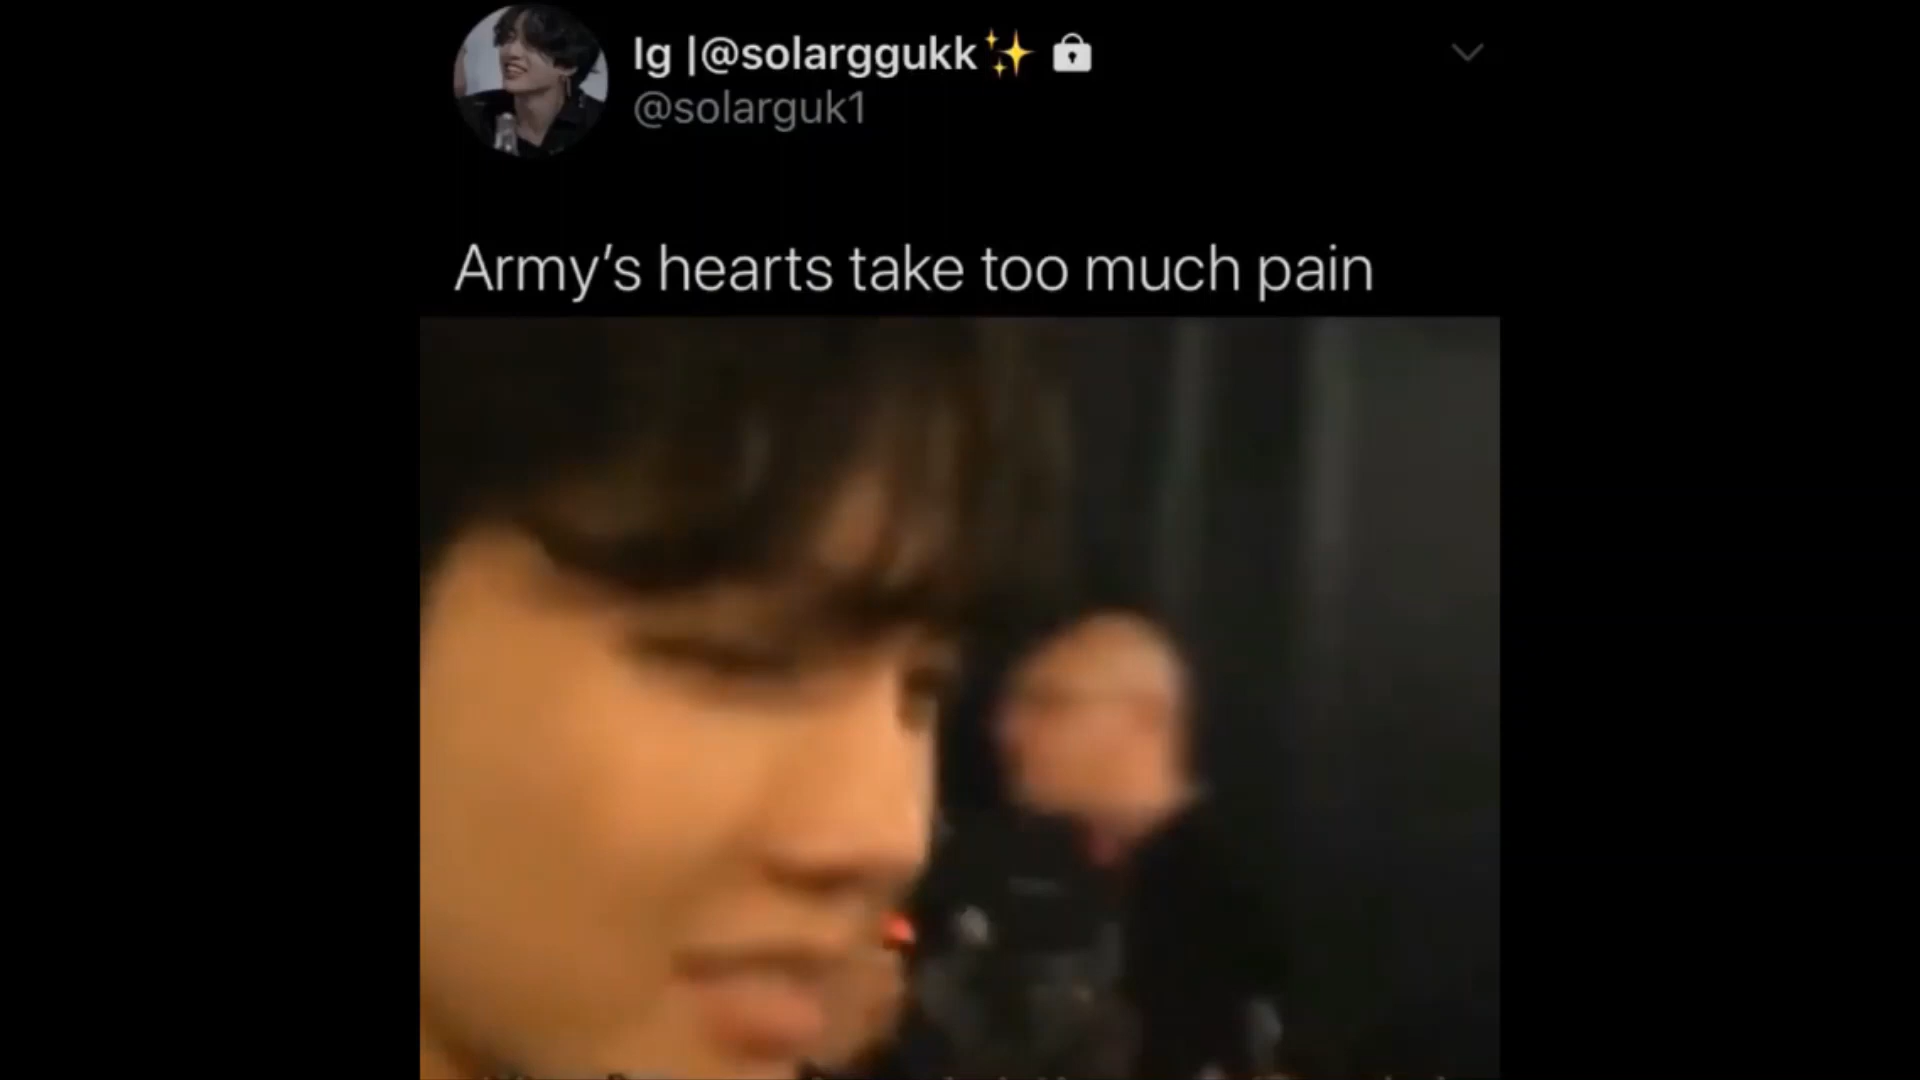 Ig |@solarggukk✨ 🔒
@solarguk1
Army's hearts take too much pain